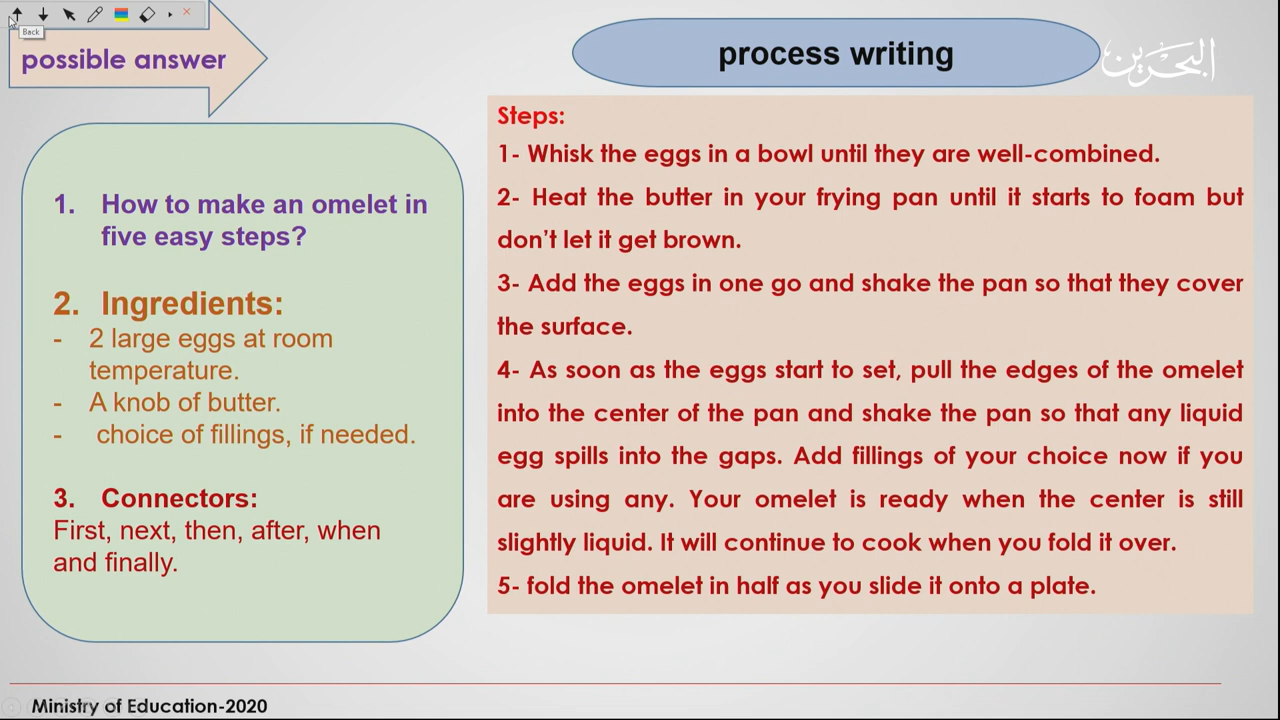 Back
possible answer
process writing
البحرين
1. How to make an omelet in
five easy steps?
2. Ingredients:
- 2 large eggs at room
temperature.
- A knob of butter.
- choice of fillings, if needed.
3. Connectors:
First, next, then, after, when
and finally.
Steps:
1- Whisk the eggs in a bowl until they are well-combined.
2- Heat the butter in your frying pan until it starts to foam but
don't let it get brown.
3- Add the eggs in one go and shake the pan so that they cover
the surface.
4- As soon as the eggs start to set, pull the edges of the omelet
into the center of the pan and shake the pan so that any liquid
egg spills into the gaps. Add fillings of your choice now if you
are using any. Your omelet is ready when the center is still
slightly liquid. It will continue to cook when you fold it over.
5- fold the omelet in half as you slide it onto a plate.
Ministry of Education-2020